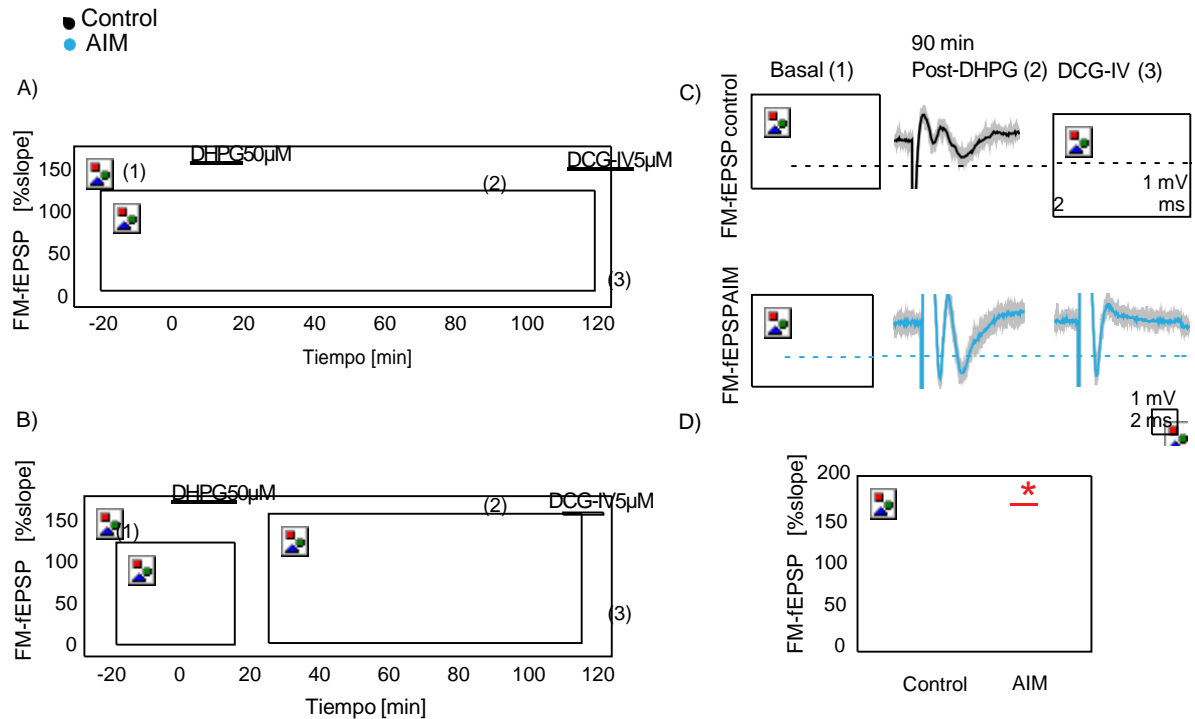 Control
AIM
A)
FM-fEPSP [%slope]
150
100
50
0
(1)
DHPG50µM
(2)
DCG-IV5µM
(3)
-20 0 20 40 60 80 100 120
Tiempo [min]
B)
FM-fEPSP [%slope]
150
100
50
0
(1)
DHPG50µM
(2)
DCG-IV5µM
(3)
-20 0 20 40 60 80 100 120
Tiempo [min]
C)
Basal (1)
90 min
Post-DHPG (2)
DCG-IV (3)
FM-fEPSP control
1 mV
2 ms
FM-fEPSPAIM
1 mV
2 ms
D)
FM-fEPSP [%slope]
200
150
100
50
0
*
Control AIM